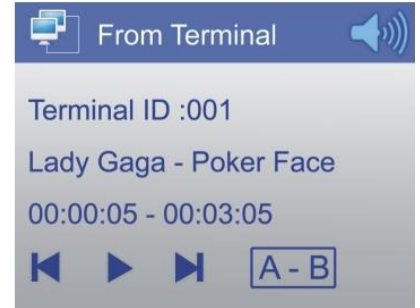 From Terminal
Terminal ID :001
Lady Gaga - Poker Face
00:00:05 - 00:03:05
A - B